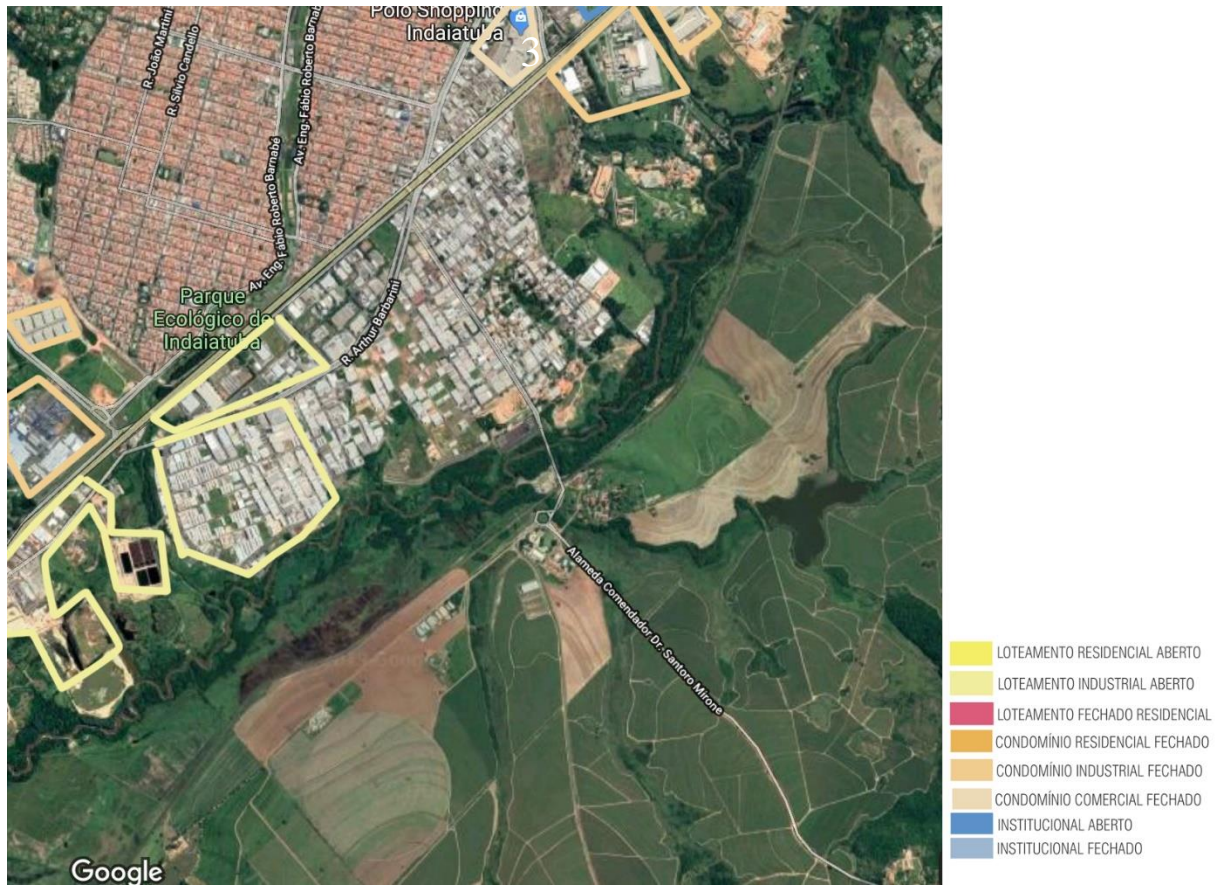 Polo Shopping
Indaiatuba
3
R. João Martini
R. Silvio Candello
Av. Eng. Fábio Roberto Barnabé
Av. Eng. Fábio Roberto Barnabé
Parque
Ecológico de
Indaiatuba
R. Arthur Barbarini
Alameda Comendador Dr. Santoro Mirone
Google
LOTEAMENTO RESIDENCIAL ABERTO
LOTEAMENTO INDUSTRIAL ABERTO
LOTEAMENTO FECHADO RESIDENCIAL
CONDOMÍNIO RESIDENCIAL FECHADO
CONDOMÍNIO INDUSTRIAL FECHADO
CONDOMÍNIO COMERCIAL FECHADO
INSTITUCIONAL ABERTO
INSTITUCIONAL FECHADO